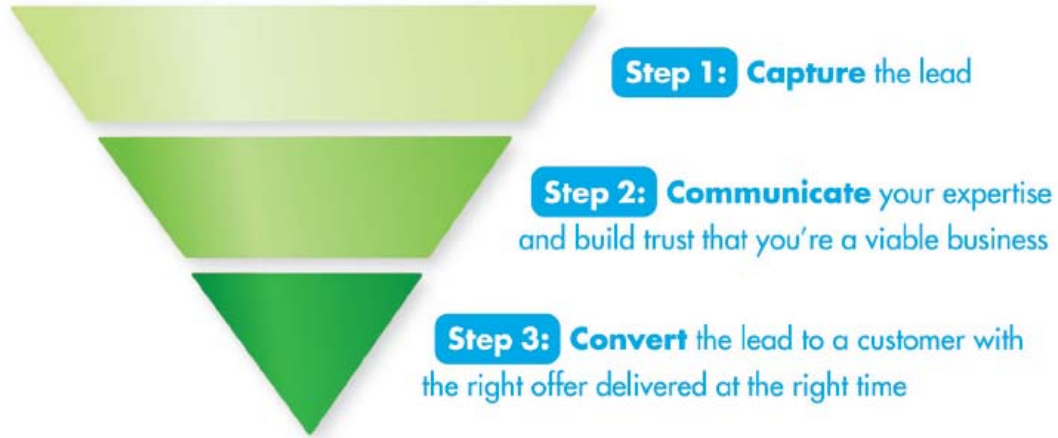 Step 1: Capture the lead
Step 2: Communicate your expertise
and build trust that you're a viable business
Step 3: Convert the lead to a customer with
the right offer delivered at the right time